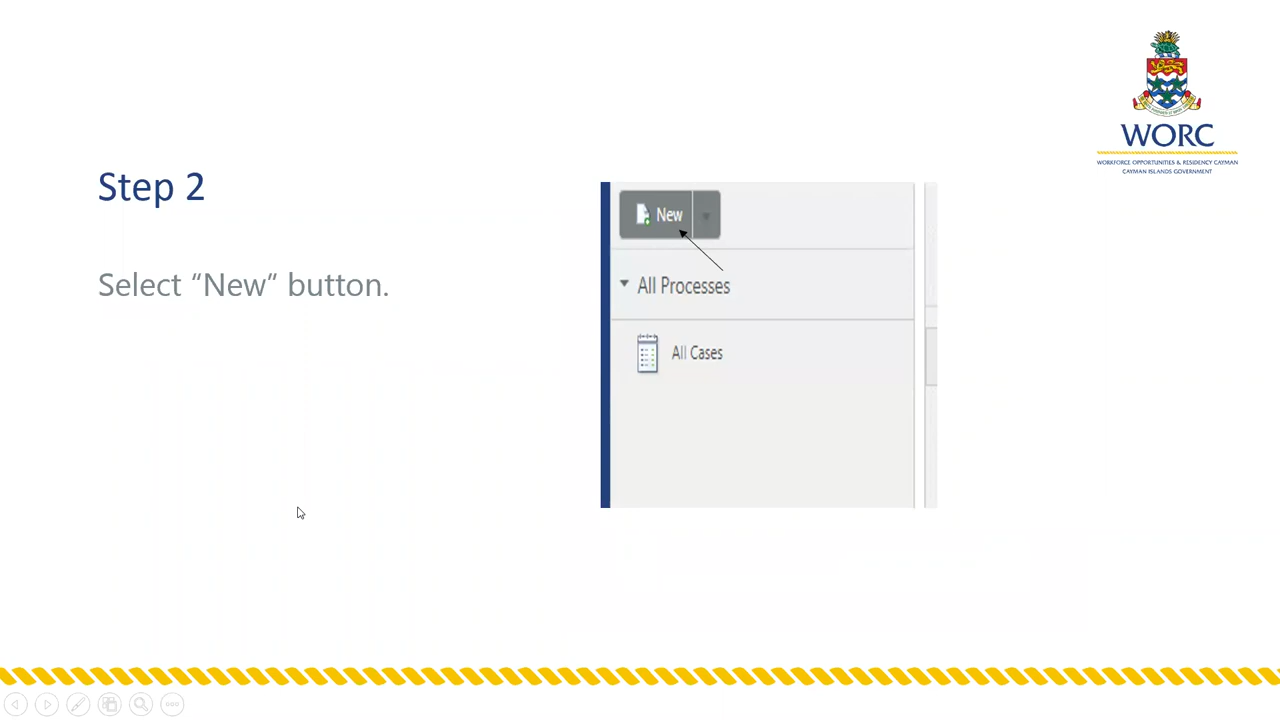 WORC
WORKFORCE OPPORTUNITIES & RESIDENCY CAYMAN
CAYMAN ISLANDS GOVERNMENT
Step 2
Select “New” button.
New
All Processes
All Cases